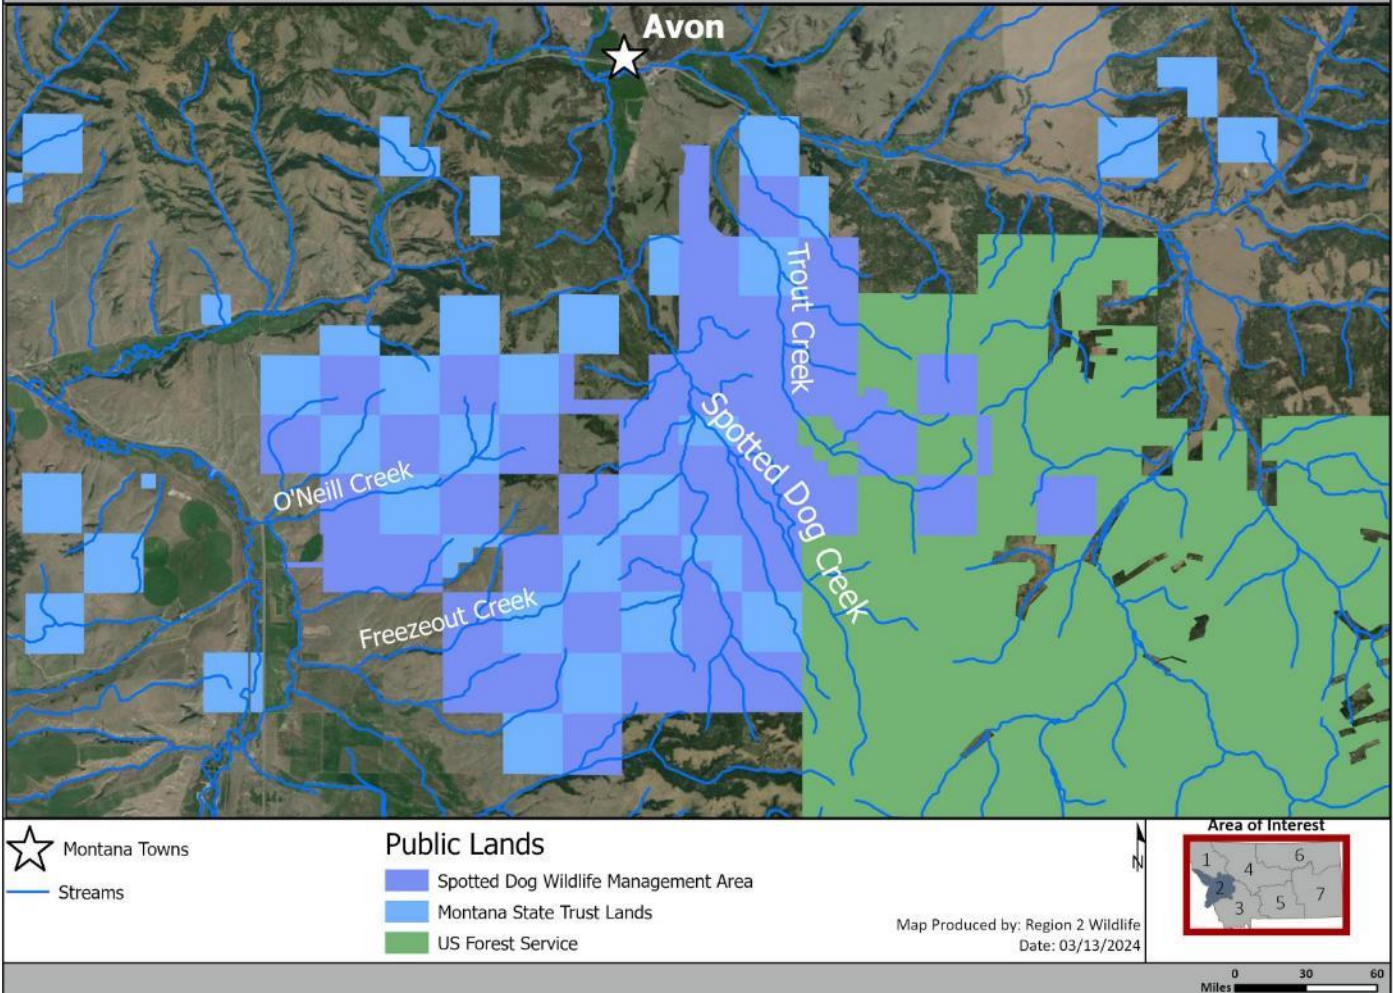 Avon
Trout Creek
Spotted Dog Creek
O'Neill Creek
Freezeout Creek
Montana Towns
Streams
Public Lands
Spotted Dog Wildlife Management Area
Montana State Trust Lands
US Forest Service
N
Map Produced by: Region 2 Wildlife
Date: 03/13/2024
Area of Interest
1
4
6
2
3
5
7
0 30 60
Miles